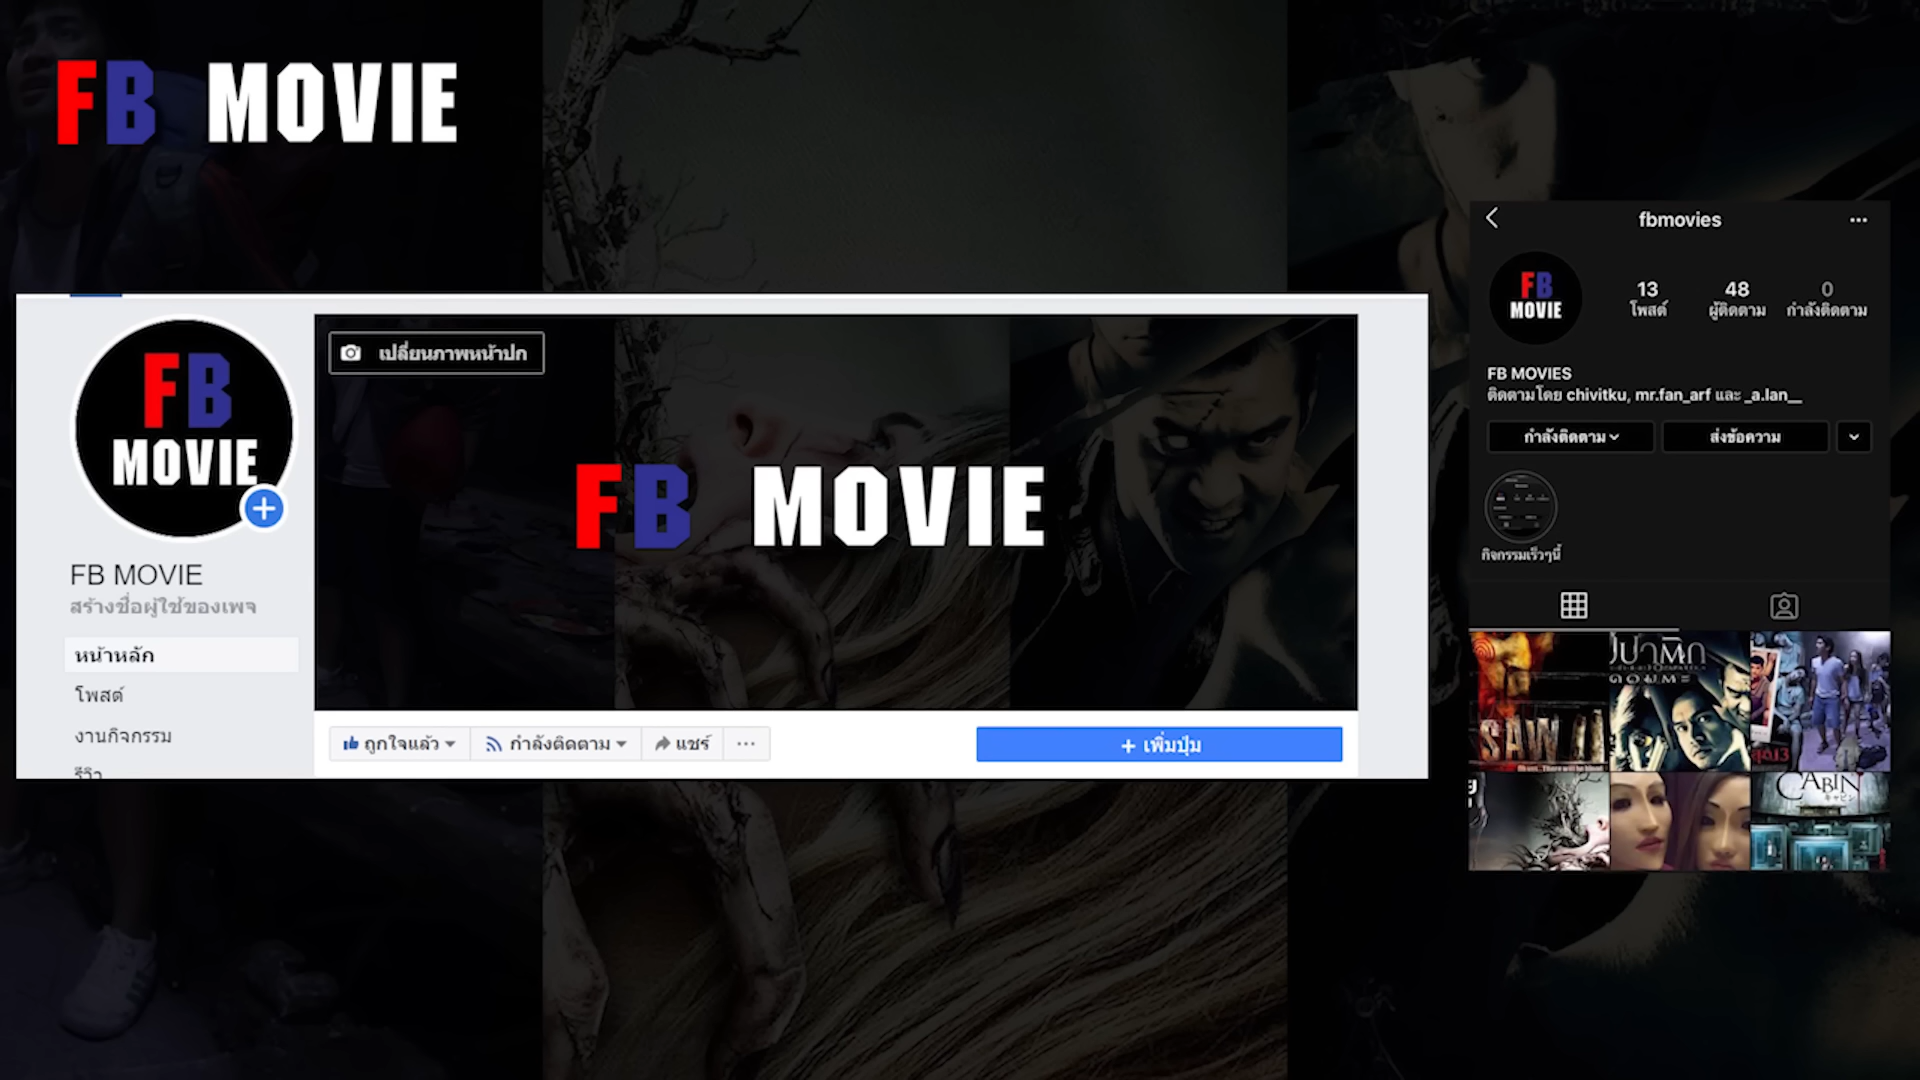 FB MOVIE
FB
MOVIE
FB MOVIE
สร้างชื่อผู้ใช้ของเพจ
หน้าหลัก
โพสต์
งานกิจกรรม
รีวิว
เปลี่ยนภาพหน้าปก
FB MOVIE
ถูกใจแล้ว
กำลังติดตาม
แชร์
+ เพิ่มปุ่ม
fbmovies
FB
MOVIE
13 48 0
โพสต์ ผู้ติดตาม กำลังติดตาม
FB MOVIES
ติดตามโดย chivitku, mr.fan_arf และ _a.lan__
กำลังติดตาม
ส่งข้อความ
กิจกรรมเร็วๆนี้
SAW II
CABIN
キャビン